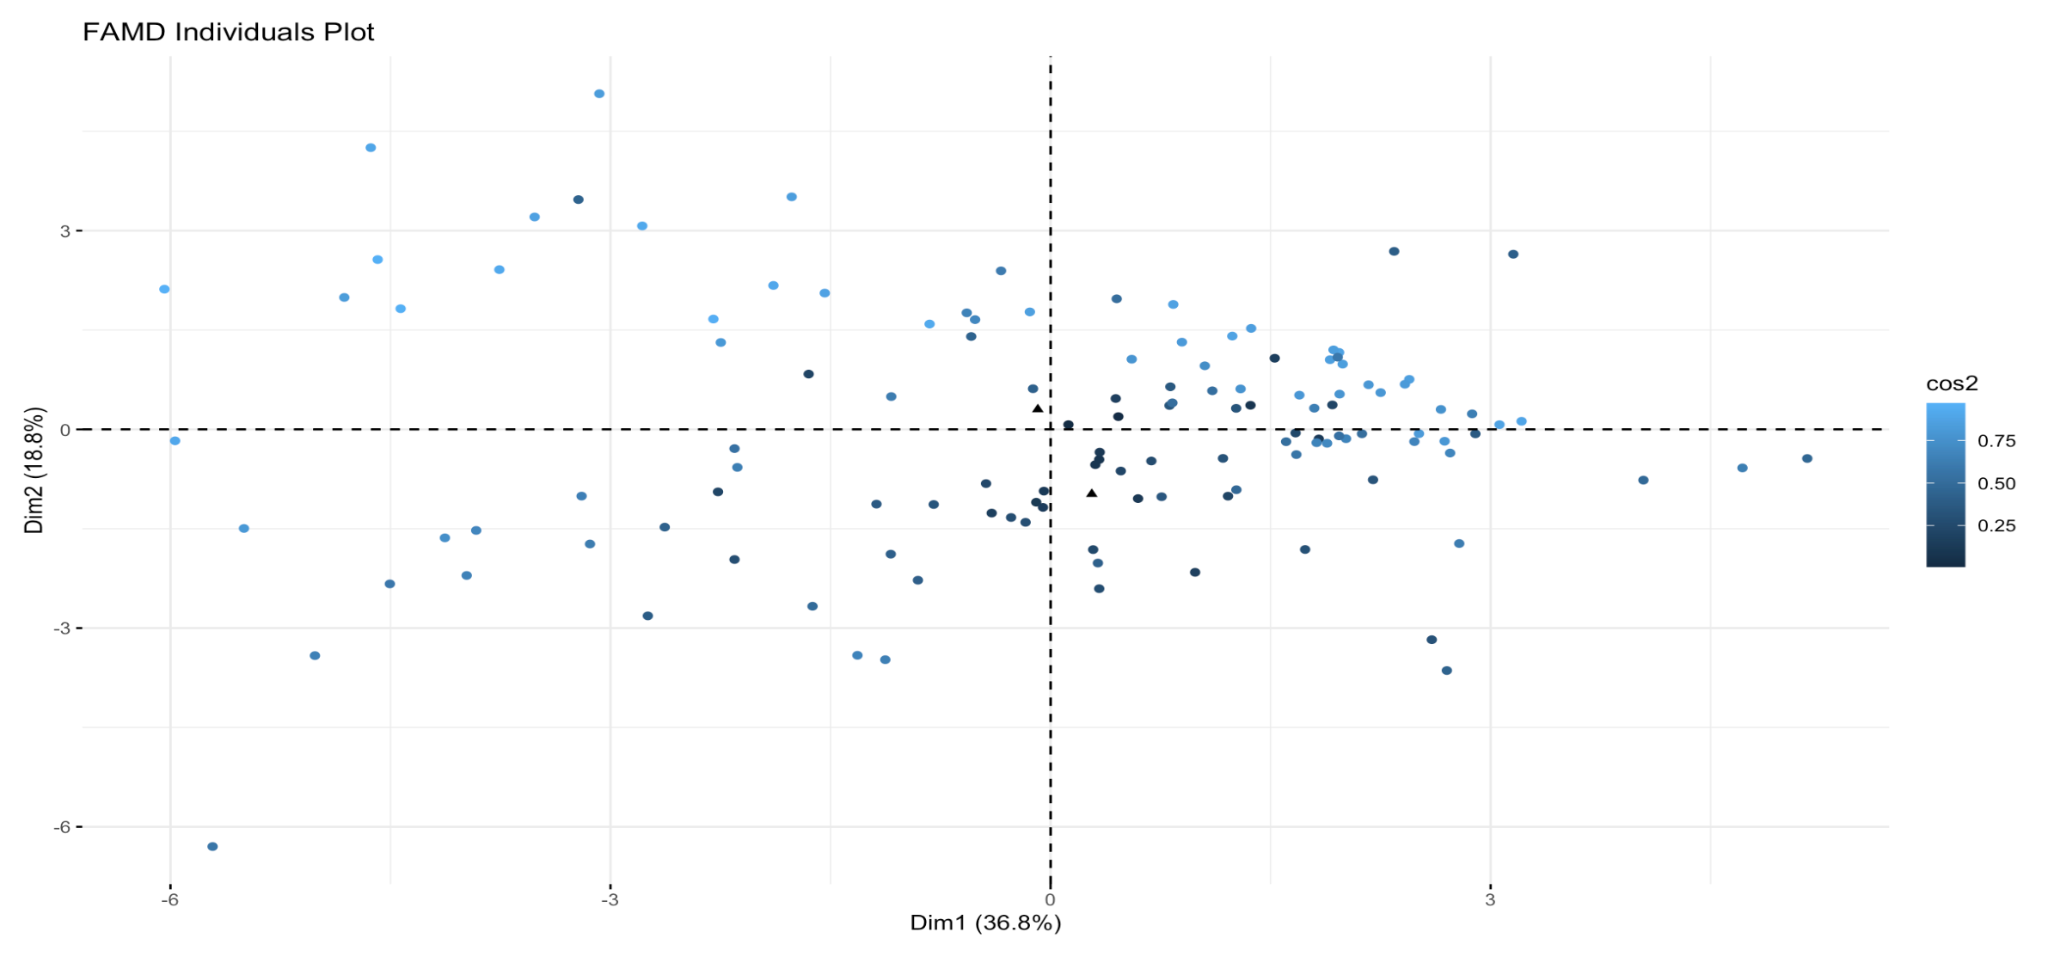 FAMD Individuals Plot
3
0
-3
-6
Dim2 (18.8%)
-6
-3
0
3
Dim1 (36.8%)
cos2
0.75
0.50
0.25